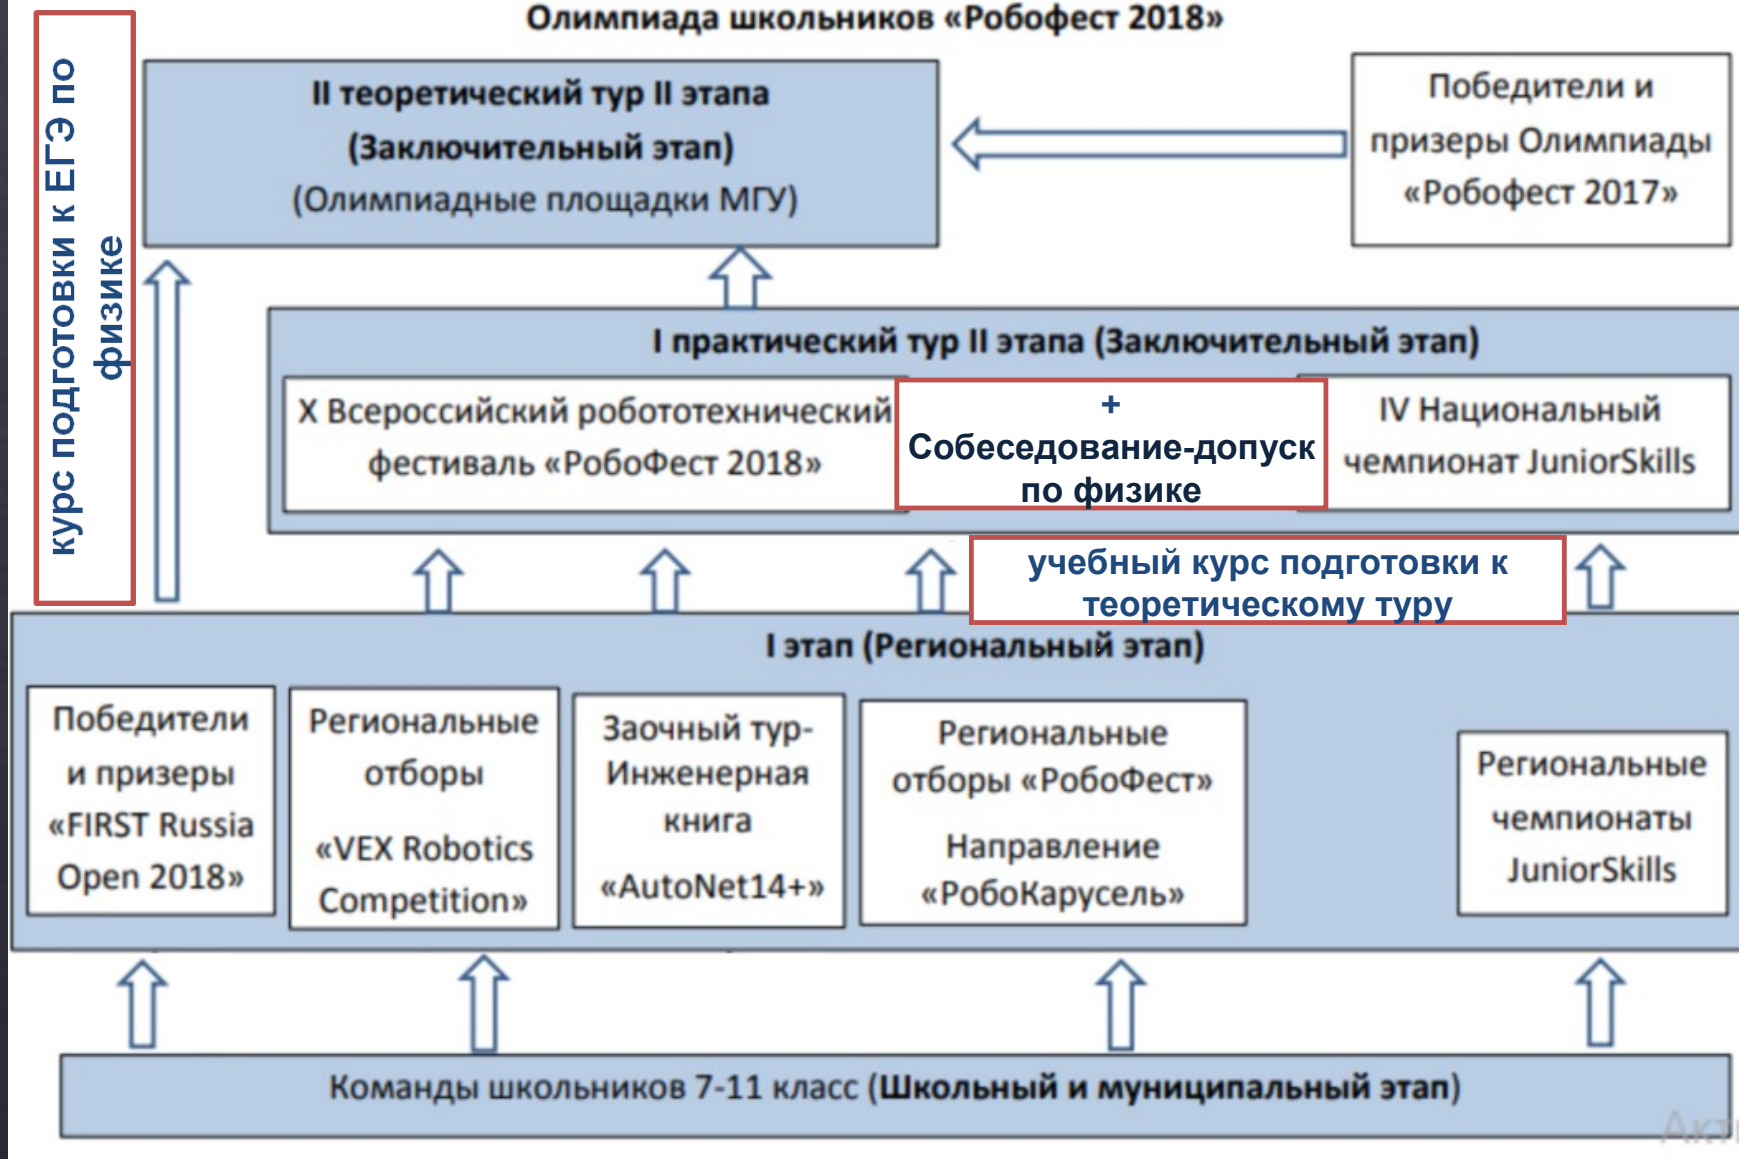 Олимпиада школьников «Робофест 2018»
курс подготовки к ЕГЭ по
физике
II теоретический тур II этапа
(Заключительный этап)
(Олимпиадные площадки МГУ)
Победители и
призеры Олимпиады
«Робофест 2017»
I практический тур II этапа (Заключительный этап)
X Всероссийский робототехнический
фестиваль «РобоФест 2018»
+
Собеседование-допуск
по физике
IV Национальный
чемпионат JuniorSkills
учебный курс подготовки к
теоретическому туру
I этап (Региональный этап)
Победители
и призеры
«FIRST Russia
Open 2018»
Региональные
отборы
«VEX Robotics
Competition»
Заочный тур-
Инженерная
книга
«AutoNet14+»
Региональные
отборы «РобоФест»
Направление
«РобоКарусель»
Региональные
чемпионаты
JuniorSkills
Команды школьников 7-11 класс (Школьный и муниципальный этап)